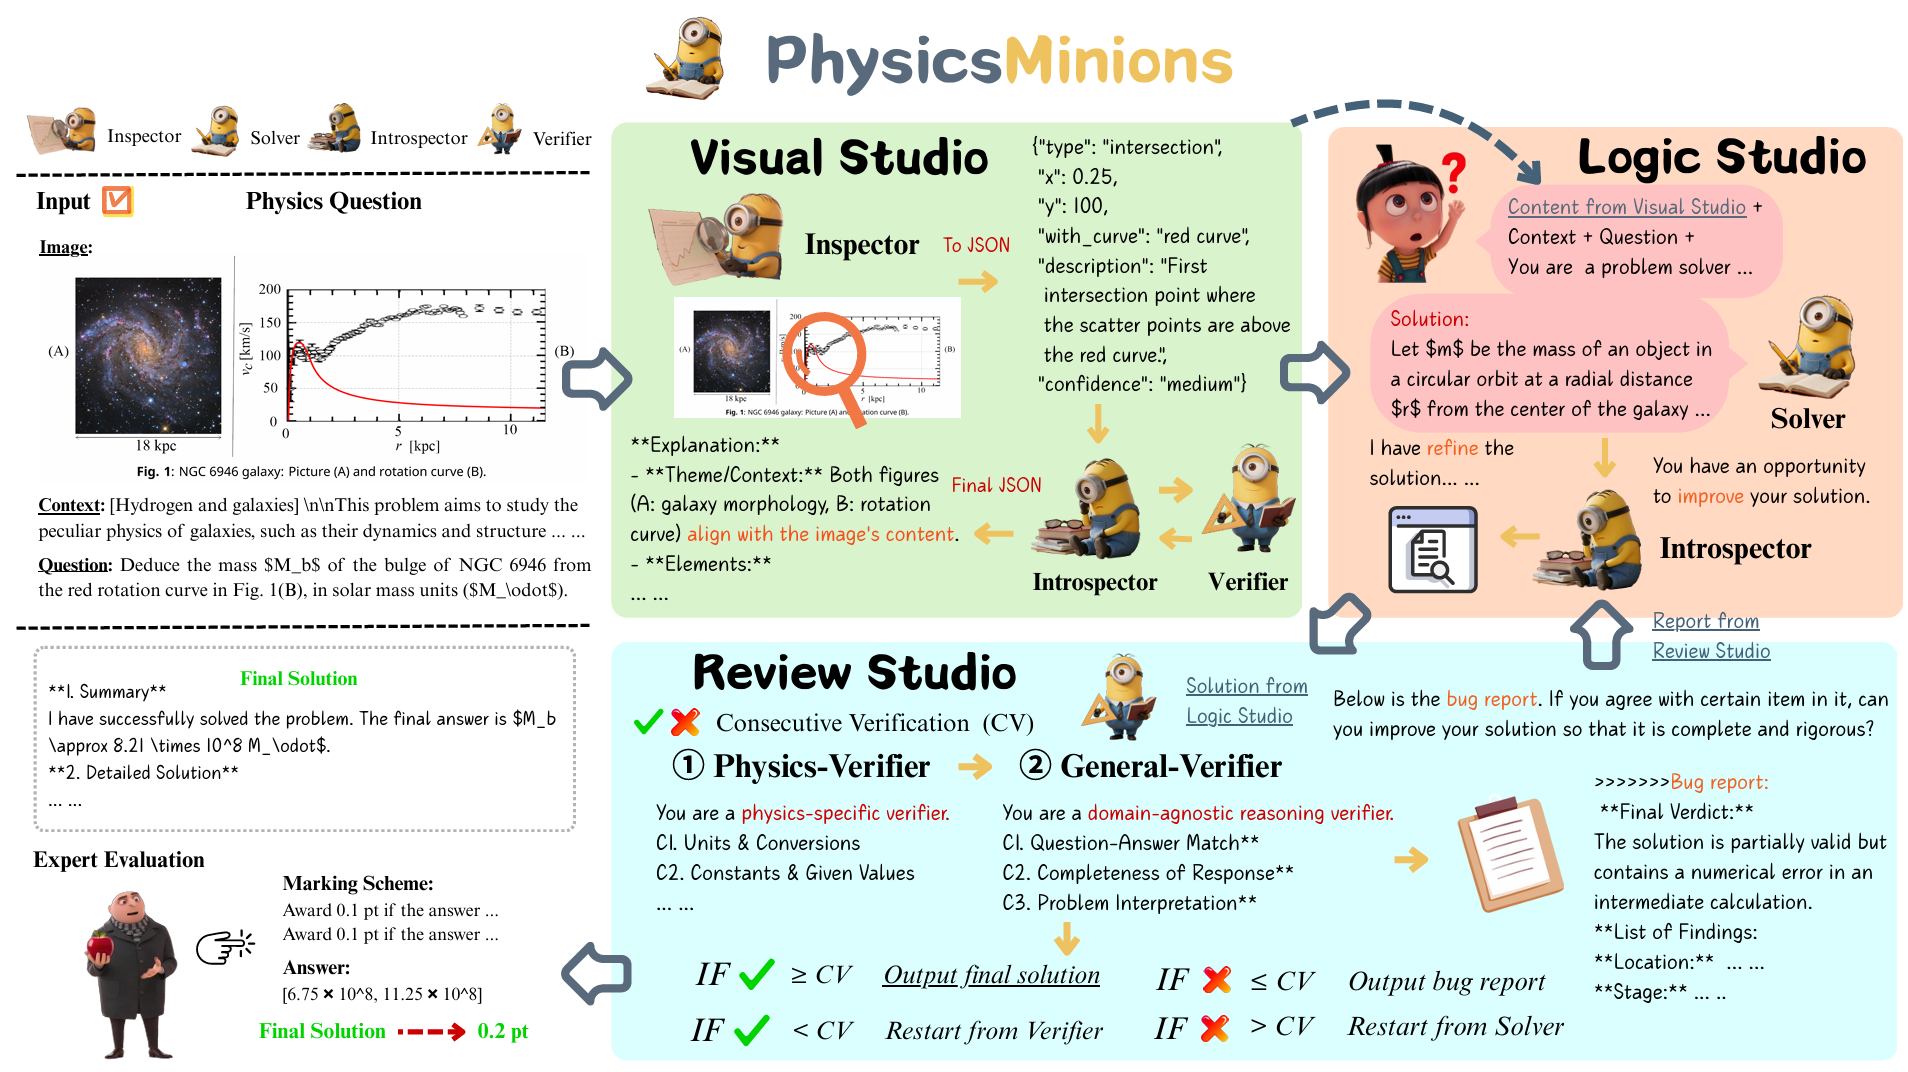 PhysicsMinions
Inspector
Solver
Introspector
Verifier
Input
Physics Question
Image:
(A)
18 kpc
200
150
100
50
0
v_c [km/s]
0
5
10
r [kpc]
(B)
Fig. 1: NGC 6946 galaxy: Picture (A) and rotation curve (B).
Context: [Hydrogen and galaxies] \n\nThis problem aims to study the
peculiar physics of galaxies, such as their dynamics and structure ... ...
Question: Deduce the mass $M_b$ of the bulge of NGC 6946 from
the red rotation curve in Fig. 1(B), in solar mass units ($M_\odot$).
Visual Studio
Inspector
To JSON
{"type": "intersection",
"x": 0.25,
"y": 100,
"with_curve": "red curve",
"description": "First
intersection point where
the scatter points are above
the red curve.",
"confidence": "medium"}
(A)
18 kpc
200
5
10
r [kpc]
(B)
Fig. 1: NGC 6946 galaxy: Picture (A) and rotation curve (B).
**Explanation:**
- **Theme/Context:** Both figures
(A: galaxy morphology, B: rotation
curve) align with the image's content.
- **Elements:**
... ...
Final JSON
Introspector
Verifier
Logic Studio
?
Content from Visual Studio +
Context + Question +
You are a problem solver ...
Solution:
Let $m$ be the mass of an object in
a circular orbit at a radial distance
$r$ from the center of the galaxy ...
Solver
I have refine the
solution... ...
You have an opportunity
to improve your solution.
Introspector
Report from
Review Studio
Review Studio
Consecutive Verification (CV)
Solution from
Logic Studio
① Physics-Verifier
② General-Verifier
You are a physics-specific verifier.
C1. Units & Conversions
C2. Constants & Given Values
... ...
You are a domain-agnostic reasoning verifier.
C1. Question-Answer Match**
C2. Completeness of Response**
C3. Problem Interpretation**
IF ✔ ≥ CV Output final solution
IF ✔ < CV Restart from Verifier
IF ✖ ≤ CV Output bug report
IF ✖ > CV Restart from Solver
Below is the bug report. If you agree with certain item in it, can
you improve your solution so that it is complete and rigorous?
>>>>>>>Bug report:
**Final Verdict:**
The solution is partially valid but
contains a numerical error in an
intermediate calculation.
**List of Findings:
**Location:** ... ...
**Stage:** ... ..
Final Solution
**1. Summary**
I have successfully solved the problem. The final answer is $M_b
\approx 8.21 \times 10^8 M_\odot$.
**2. Detailed Solution**
... ...
Expert Evaluation
Marking Scheme:
Award 0.1 pt if the answer ...
Award 0.1 pt if the answer ...
Answer:
[6.75 × 10^8, 11.25 × 10^8]
Final Solution
0.2 pt